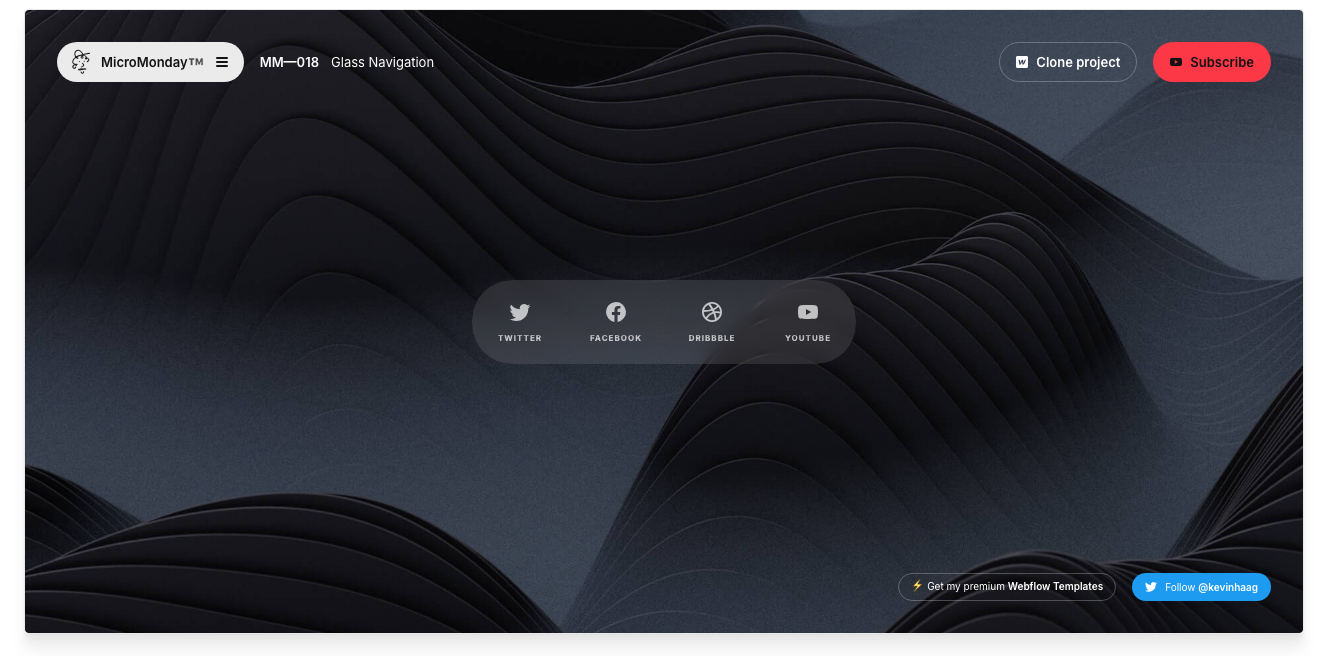 MicroMonday™ MM—018 Glass Navigation Clone project Subscribe
TWITTER FACEBOOK DRIBBBLE YOUTUBE
⚡ Get my premium Webflow Templates Follow @kevinhaag